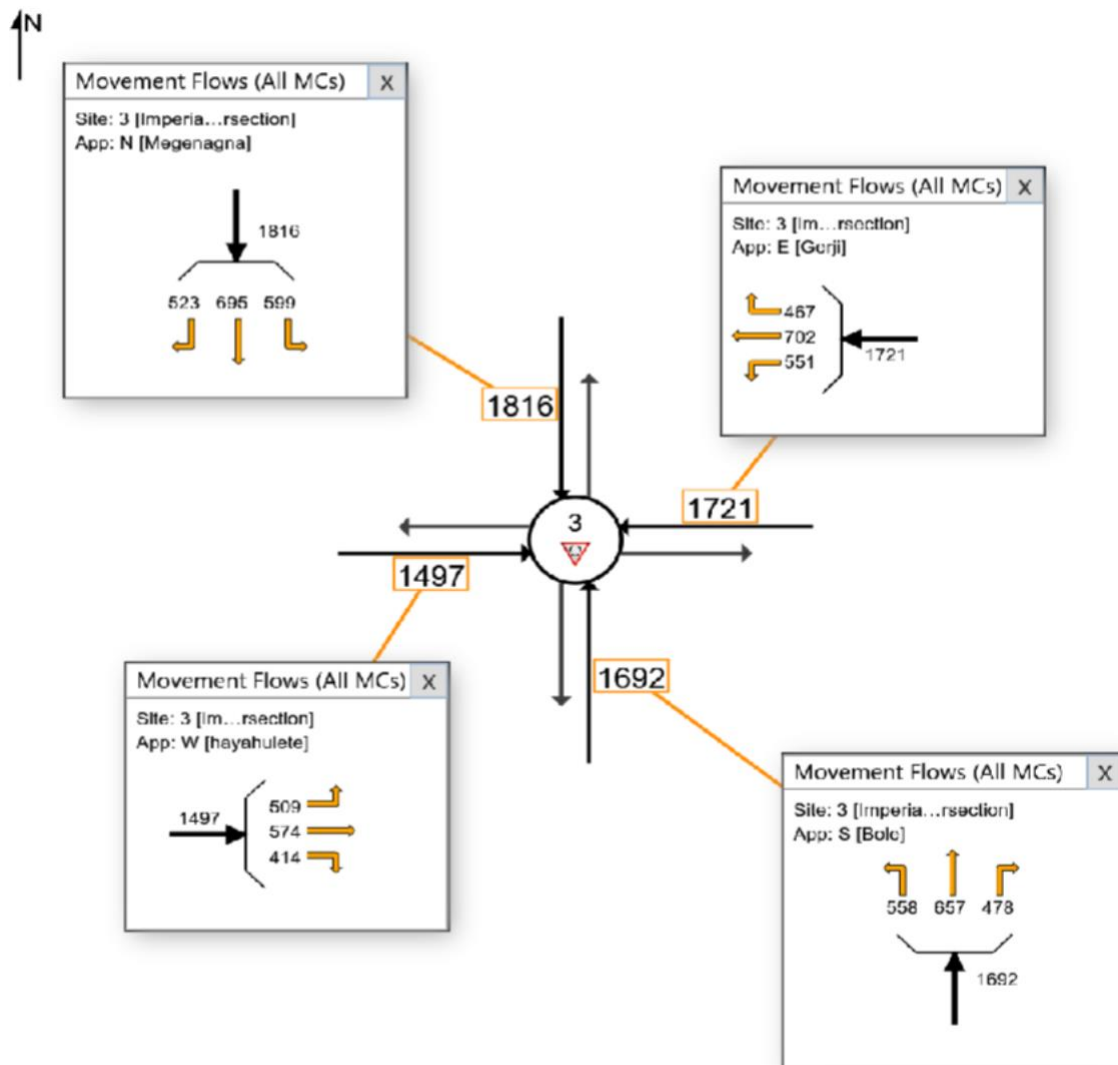 N
Movement Flows (All MCs) X
Site: 3 [Imperia...rsection]
App: N [Megenagna]
1816
523 695 599
Movement Flows (All MCs) X
Site: 3 [Im...rsection]
App: E [Gorji]
467
702
551
1721
1816
1721
3
1497
1692
Movement Flows (All MCs) X
Site: 3 [Im...rsection]
App: W [hayahulete]
1497
509
574
414
Movement Flows (All MCs) X
Site: 3 [Imperia...rsection]
App: S [Bole]
558 657 478
1692